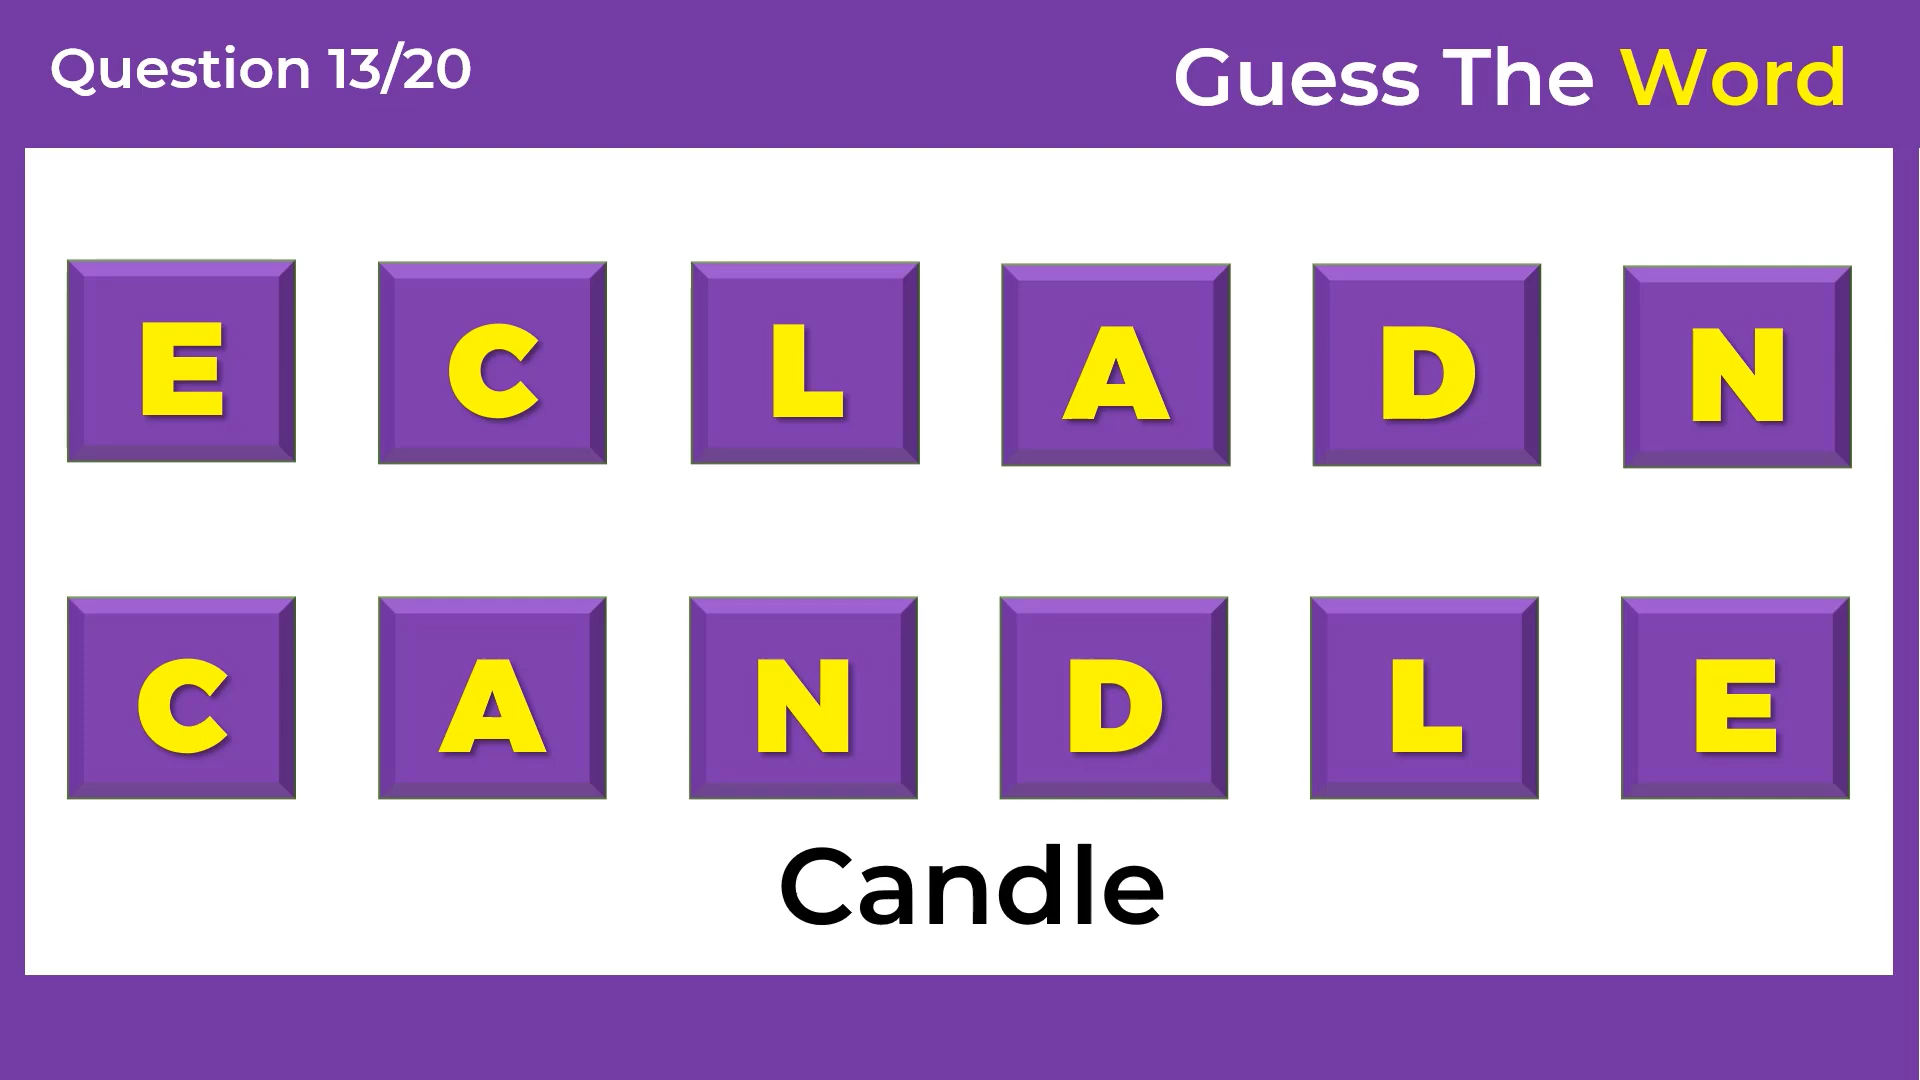 Question 13/20
Guess The Word
E C L A D N
C A N D L E
Candle